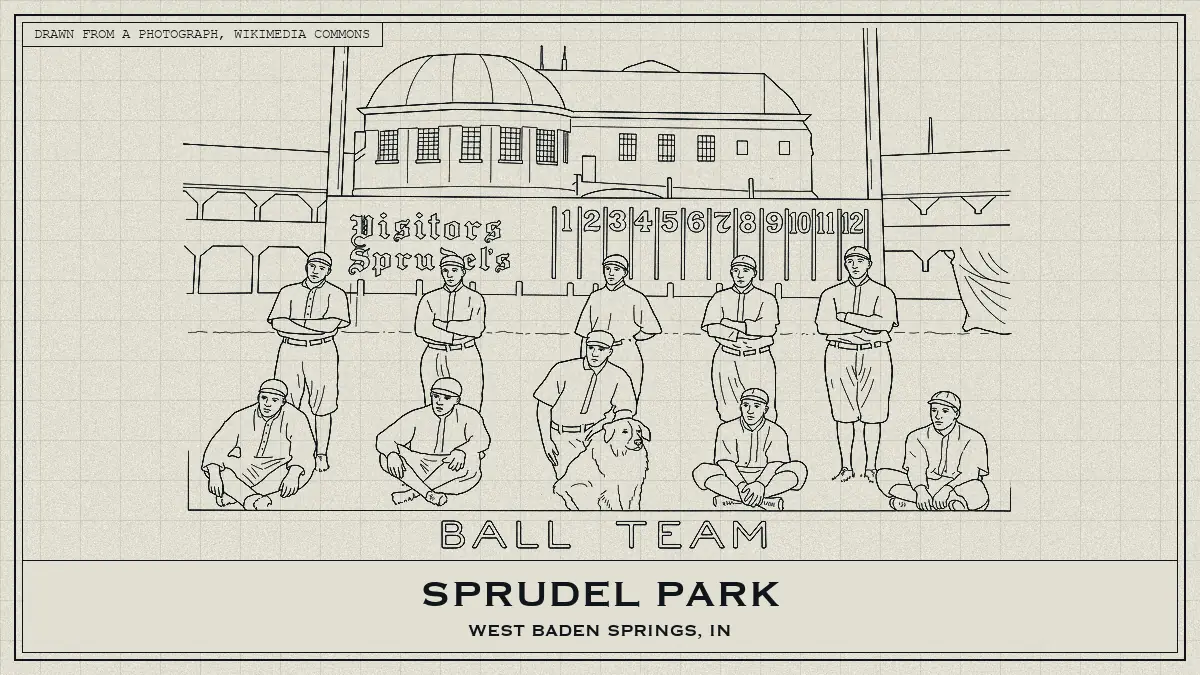 DRAWN FROM A PHOTOGRAPH, WIKIMEDIA COMMONS
Visitors 1 2 3 4 5 6 7 8 9 10 11 12
Sprudel's
BALL TEAM
SPRUDEL PARK
WEST BADEN SPRINGS, IN